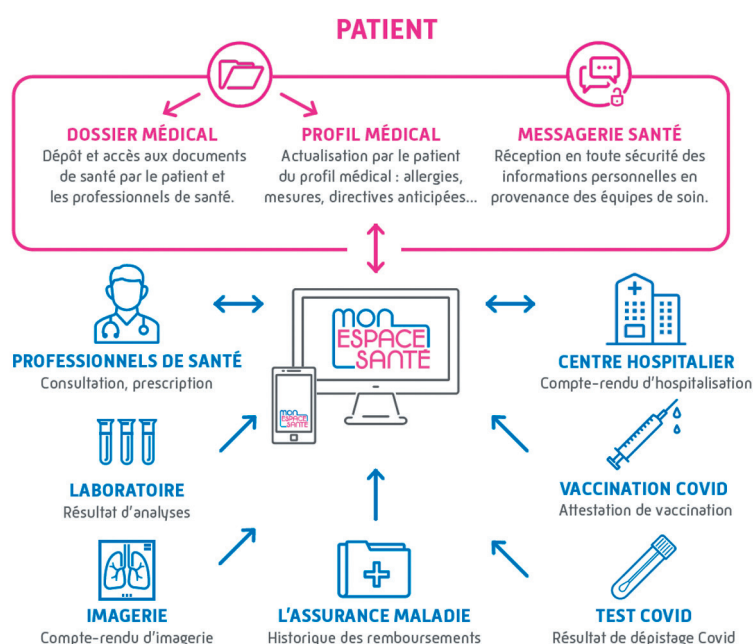 PATIENT
DOSSIER MÉDICAL
Dépôt et accès aux documents
de santé par le patient et
les professionnels de santé.
PROFIL MÉDICAL
Actualisation par le patient
du profil médical : allergies,
mesures, directives anticipées...
MESSAGERIE SANTÉ
Réception en toute sécurité des
informations personnelles en
provenance des équipes de soin.
mon
ESPACE
SANTÉ
PROFESSIONNELS DE SANTÉ
Consultation, prescription
CENTRE HOSPITALIER
Compte-rendu d'hospitalisation
mon
ESPACE
SANTÉ
LABORATOIRE
Résultat d'analyses
VACCINATION COVID
Attestation de vaccination
IMAGERIE
Compte-rendu d'imagerie
L'ASSURANCE MALADIE
Historique des remboursements
TEST COVID
Résultat de dépistage Covid